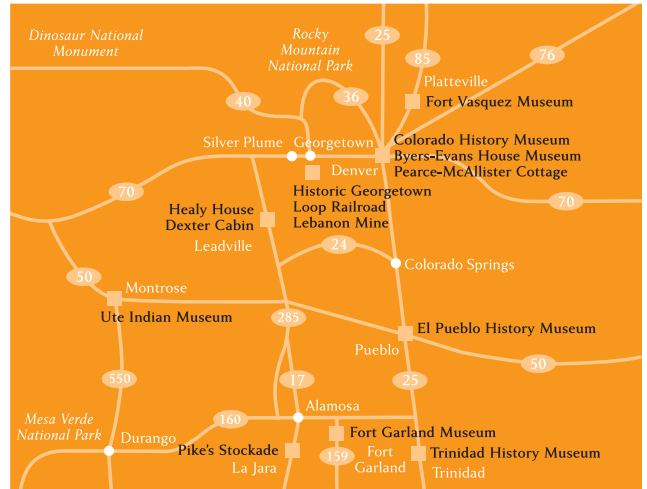 Dinosaur National
Monument
Rocky
Mountain
National Park
25
85
76
Platteville
40
36
Fort Vasquez Museum
Silver Plume
Georgetown
Denver
Colorado History Museum
Byers-Evans House Museum
Pearce-McAllister Cottage
70
Historic Georgetown
Loop Railroad
Lebanon Mine
70
Healy House
Dexter Cabin
Leadville
24
Colorado Springs
50
Montrose
Ute Indian Museum
285
El Pueblo History Museum
Pueblo
50
550
17
25
Alamosa
160
Mesa Verde
National Park
Durango
Pike's Stockade
La Jara
Fort Garland Museum
159
Fort
Garland
Trinidad History Museum
Trinidad